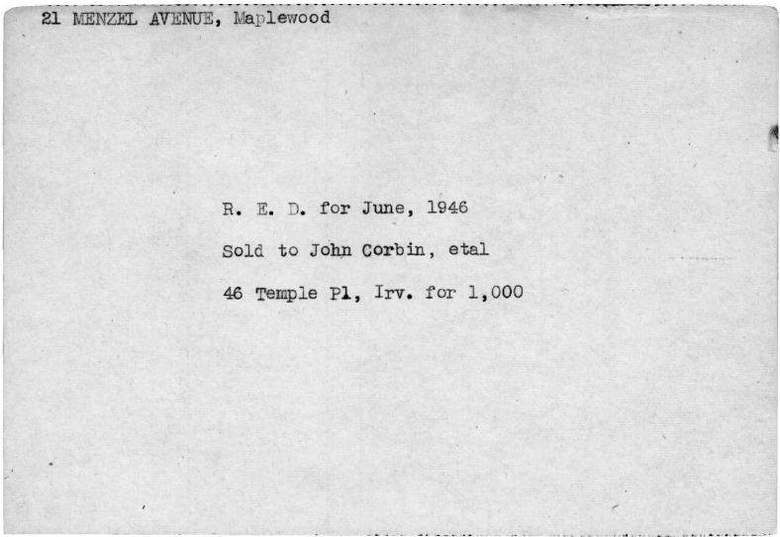 21 MENZEL AVENUE, Maplewood
R. E. D. for June, 1946
Sold to John Corbin, etal
46 Temple Pl, Irv. for 1,000